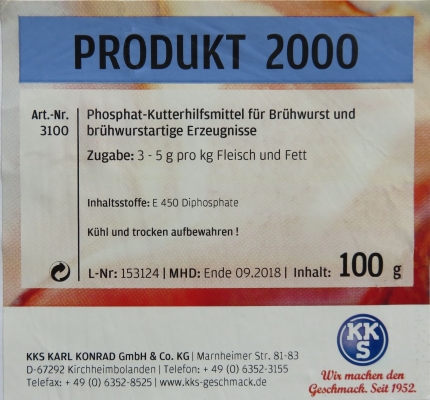 PRODUKT 2000
Art.-Nr.
3100
Phosphat-Kutterhilfsmittel für Brühwurst und
brühwurstartige Erzeugnisse
Zugabe: 3 - 5 g pro kg Fleisch und Fett
Inhaltsstoffe: E 450 Diphosphate
Kühl und trocken aufbewahren !
L-Nr: 153124 | MHD: Ende 09.2018 | Inhalt: 100 g
KKS KARL KONRAD GmbH & Co. KG | Marnheimer Str. 81-83
D-67292 Kirchheimbolanden | Telefon: + 49 (0) 6352-3155
Telefax: + 49 (0) 6352-8525 | www.kks-geschmack.de
KKS
Wir machen den
Geschmack. Seit 1952.